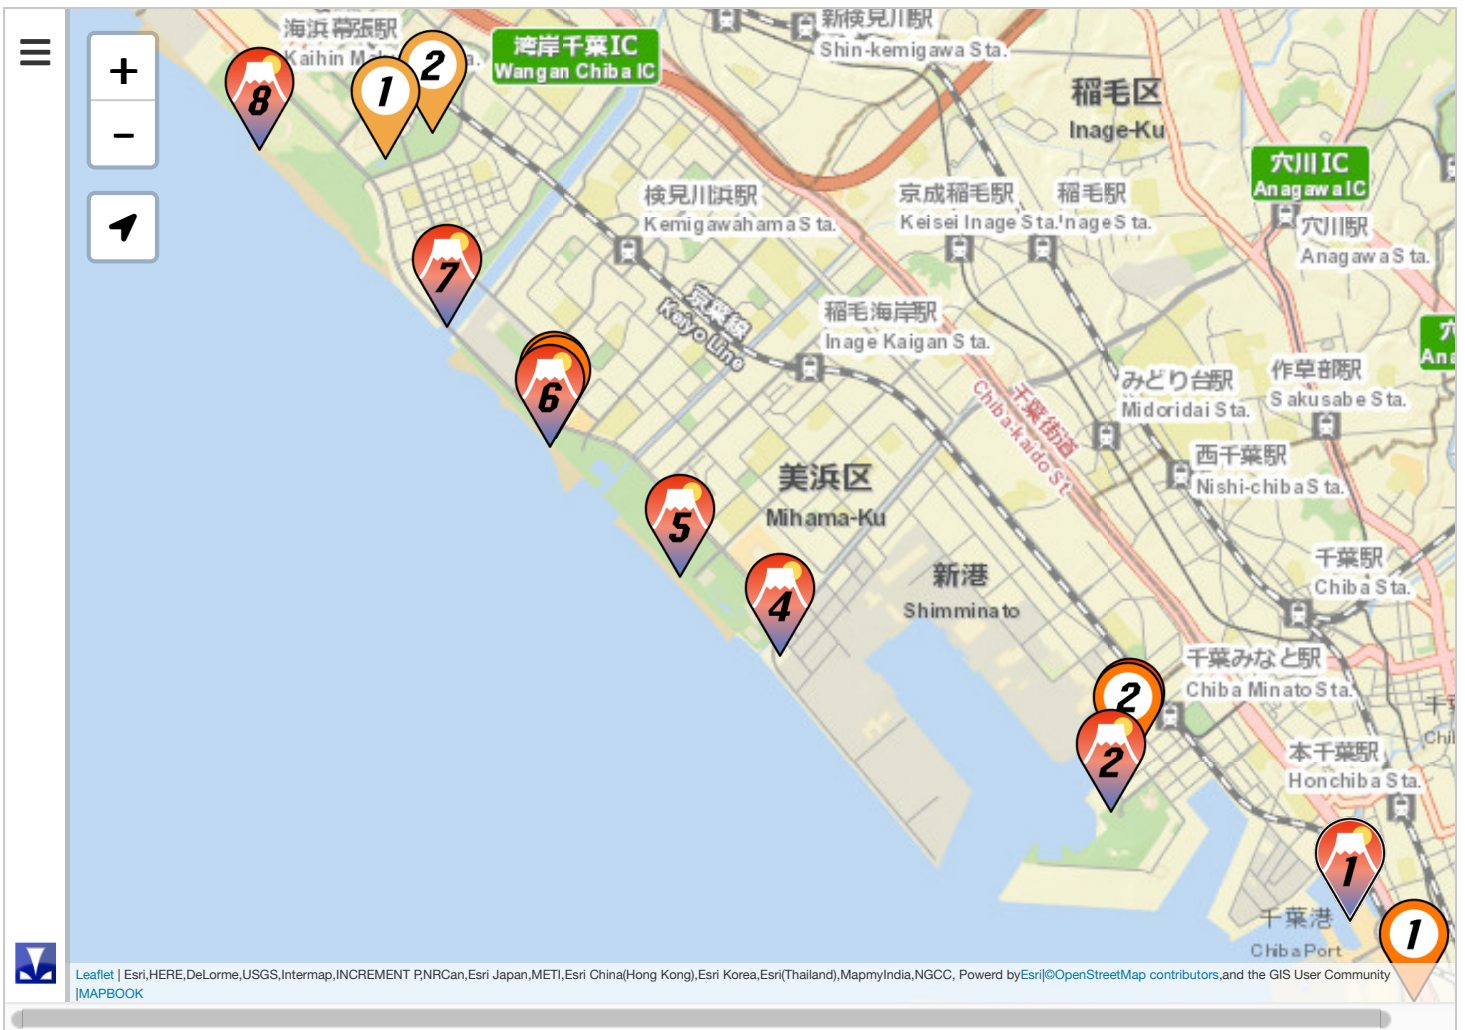 海浜幕張駅
8
1
2
湾岸千葉IC
Wangan Chiba IC
新検見川駅
Shin-kemigawa Sta.
稲毛区
Inage-Ku
穴川IC
Anagawa IC
+
−
検見川浜駅
Kemigawahama Sta.
京成稲毛駅
Keisei Inage Sta.
稲毛駅
穴川駅
Anagawa Sta.
7
京葉線
Keiyo Line
稲毛海岸駅
Inage Kaigan Sta.
6
千葉街道
Chiba-kaido St
みどり台駅
Midoridai Sta.
作草部駅
Sakusabe Sta.
西千葉駅
Nishi-chiba Sta.
5
美浜区
Mihama-Ku
4
新港
Shimminato
千葉駅
Chiba Sta.
千葉みなと駅
Chiba Minato Sta.
2
2
本千葉駅
Honchiba Sta.
1
千葉港
Chiba Port
1
Leaflet | Esri,HERE,DeLorme,USGS,Intermap,INCREMENT P,NRCan,Esri Japan,METI,Esri China(Hong Kong),Esri Korea,Esri(Thailand),MapmyIndia,NGCC, Powerd byEsri|©OpenStreetMap contributors,and the GIS User Community
|MAPBOOK